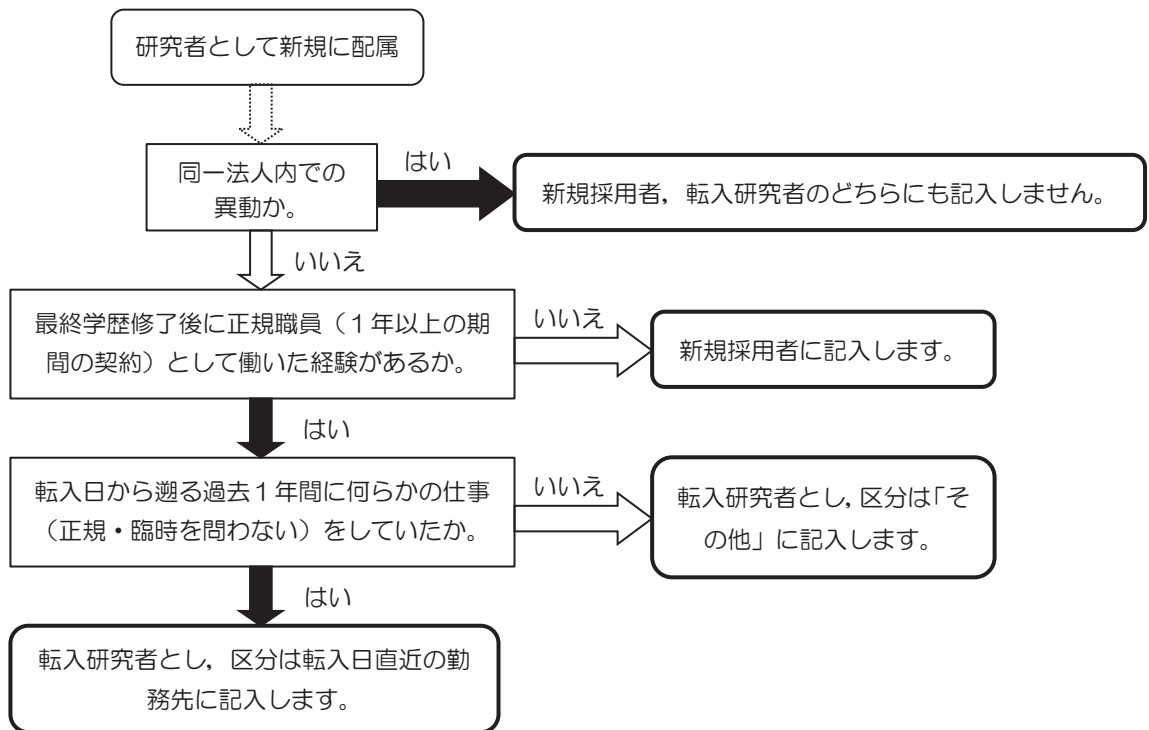 研究者として新規に配属
同一法人内での
異動か。
はい
新規採用者，転入研究者のどちらにも記入しません。
いいえ
最終学歴修了後に正規職員（１年以上の期
間の契約）として働いた経験があるか。
いいえ
新規採用者に記入します。
はい
転入日から遡る過去１年間に何らかの仕事
（正規・臨時を問わない）をしていたか。
いいえ
転入研究者とし，区分は「そ
の他」に記入します。
はい
転入研究者とし，区分は転入日直近の勤
務先に記入します。